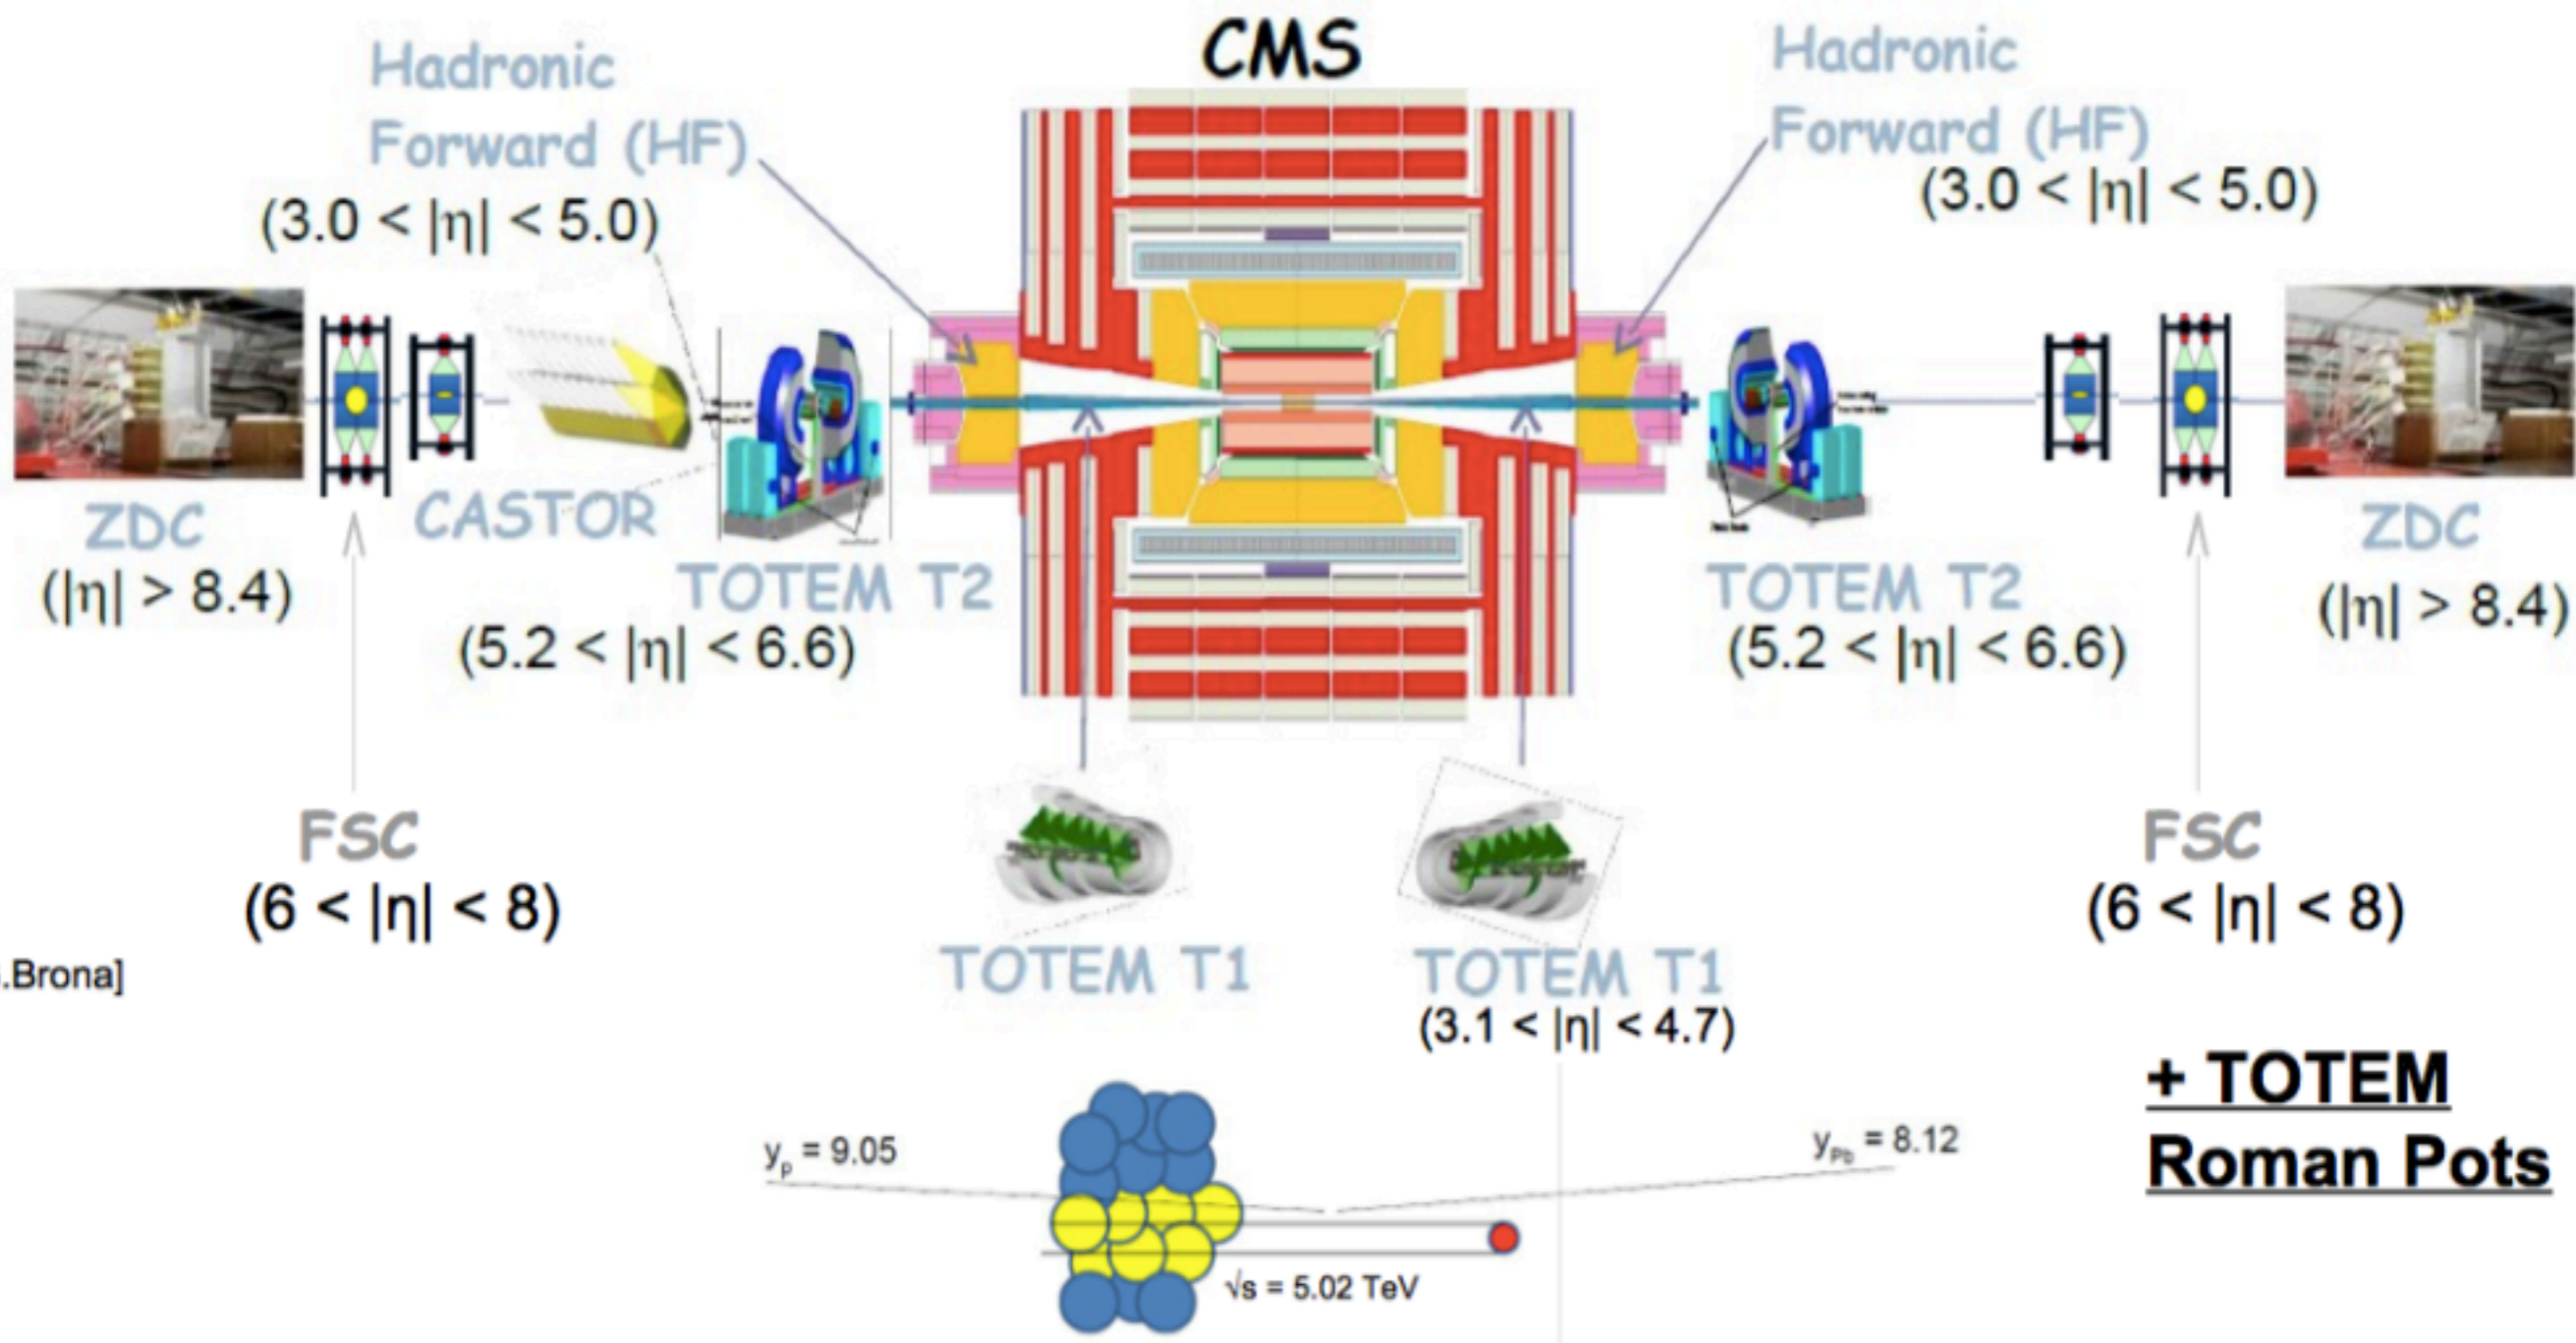 CMS
Hadronic
Forward (HF)
(3.0 < |η| < 5.0)
Hadronic
Forward (HF)
(3.0 < |η| < 5.0)
ZDC
(|η| > 8.4)
CASTOR
TOTEM T2
(5.2 < |η| < 6.6)
TOTEM T2
(5.2 < |η| < 6.6)
ZDC
(|η| > 8.4)
FSC
(6 < |η| < 8)
FSC
(6 < |η| < 8)
.Brona]
TOTEM T1
TOTEM T1
(3.1 < |η| < 4.7)
+ TOTEM
Roman Pots
yp = 9.05
yPb = 8.12
√s = 5.02 TeV